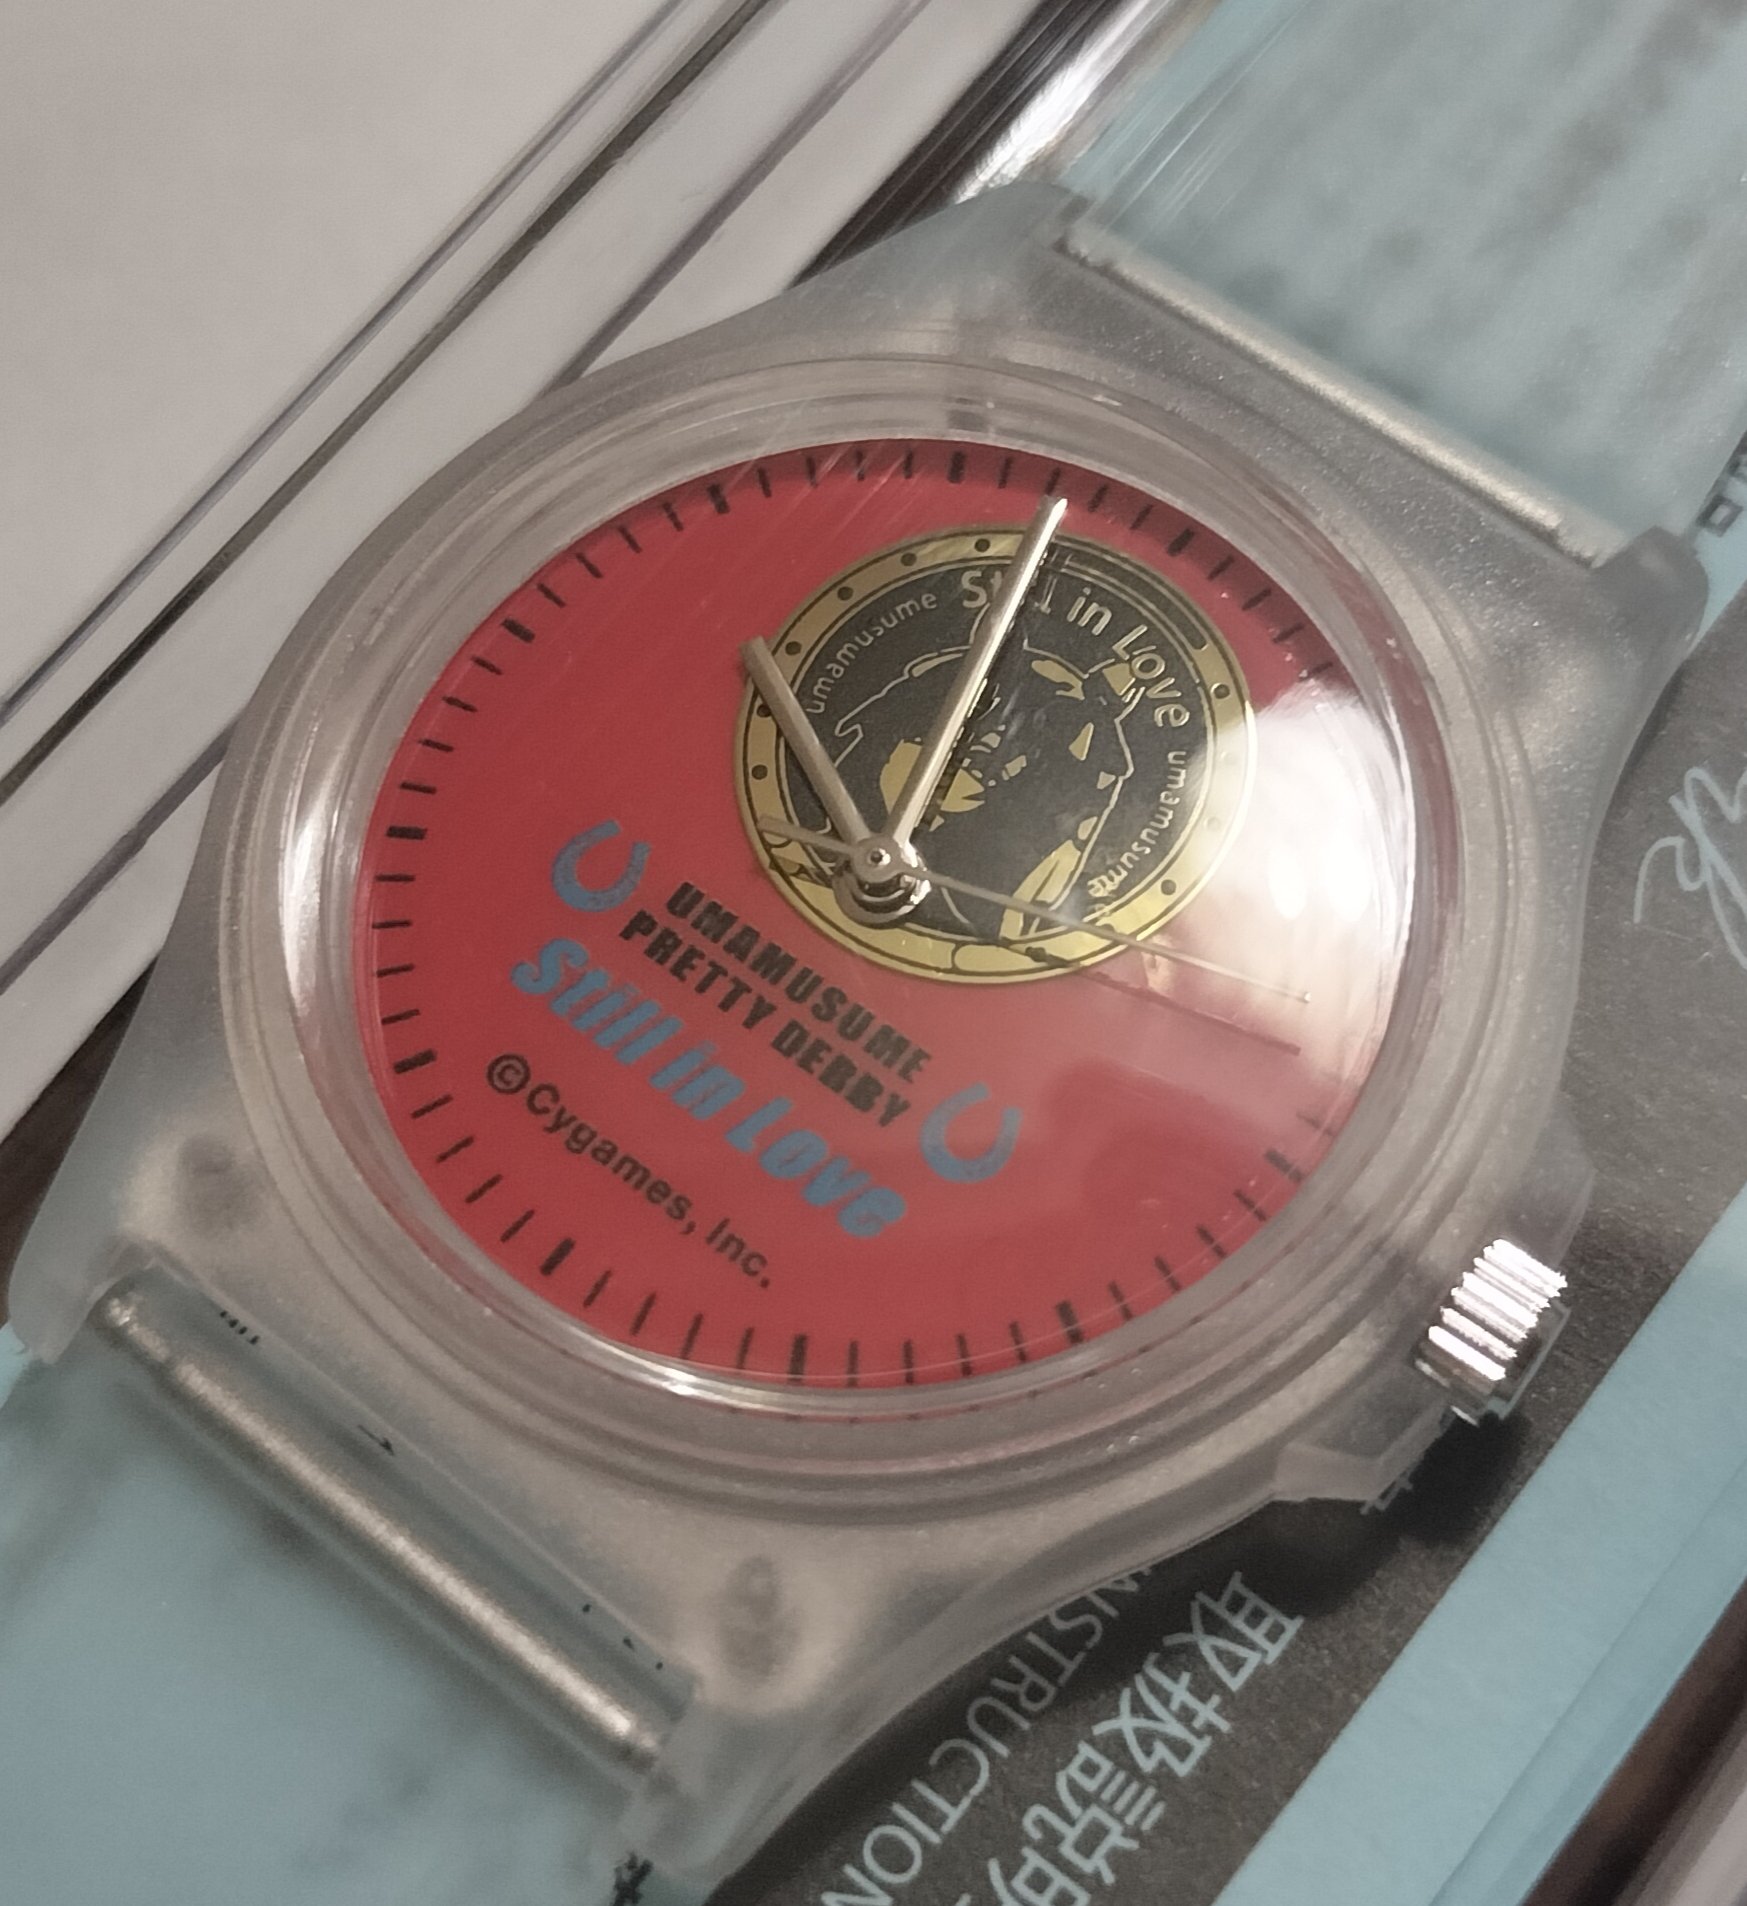 umamusume Still in Love umamusume
UMAMUSUME
PRETTY DERBY
Still in Love
©Cygames, Inc.
取扱説明
INSTRUCTION